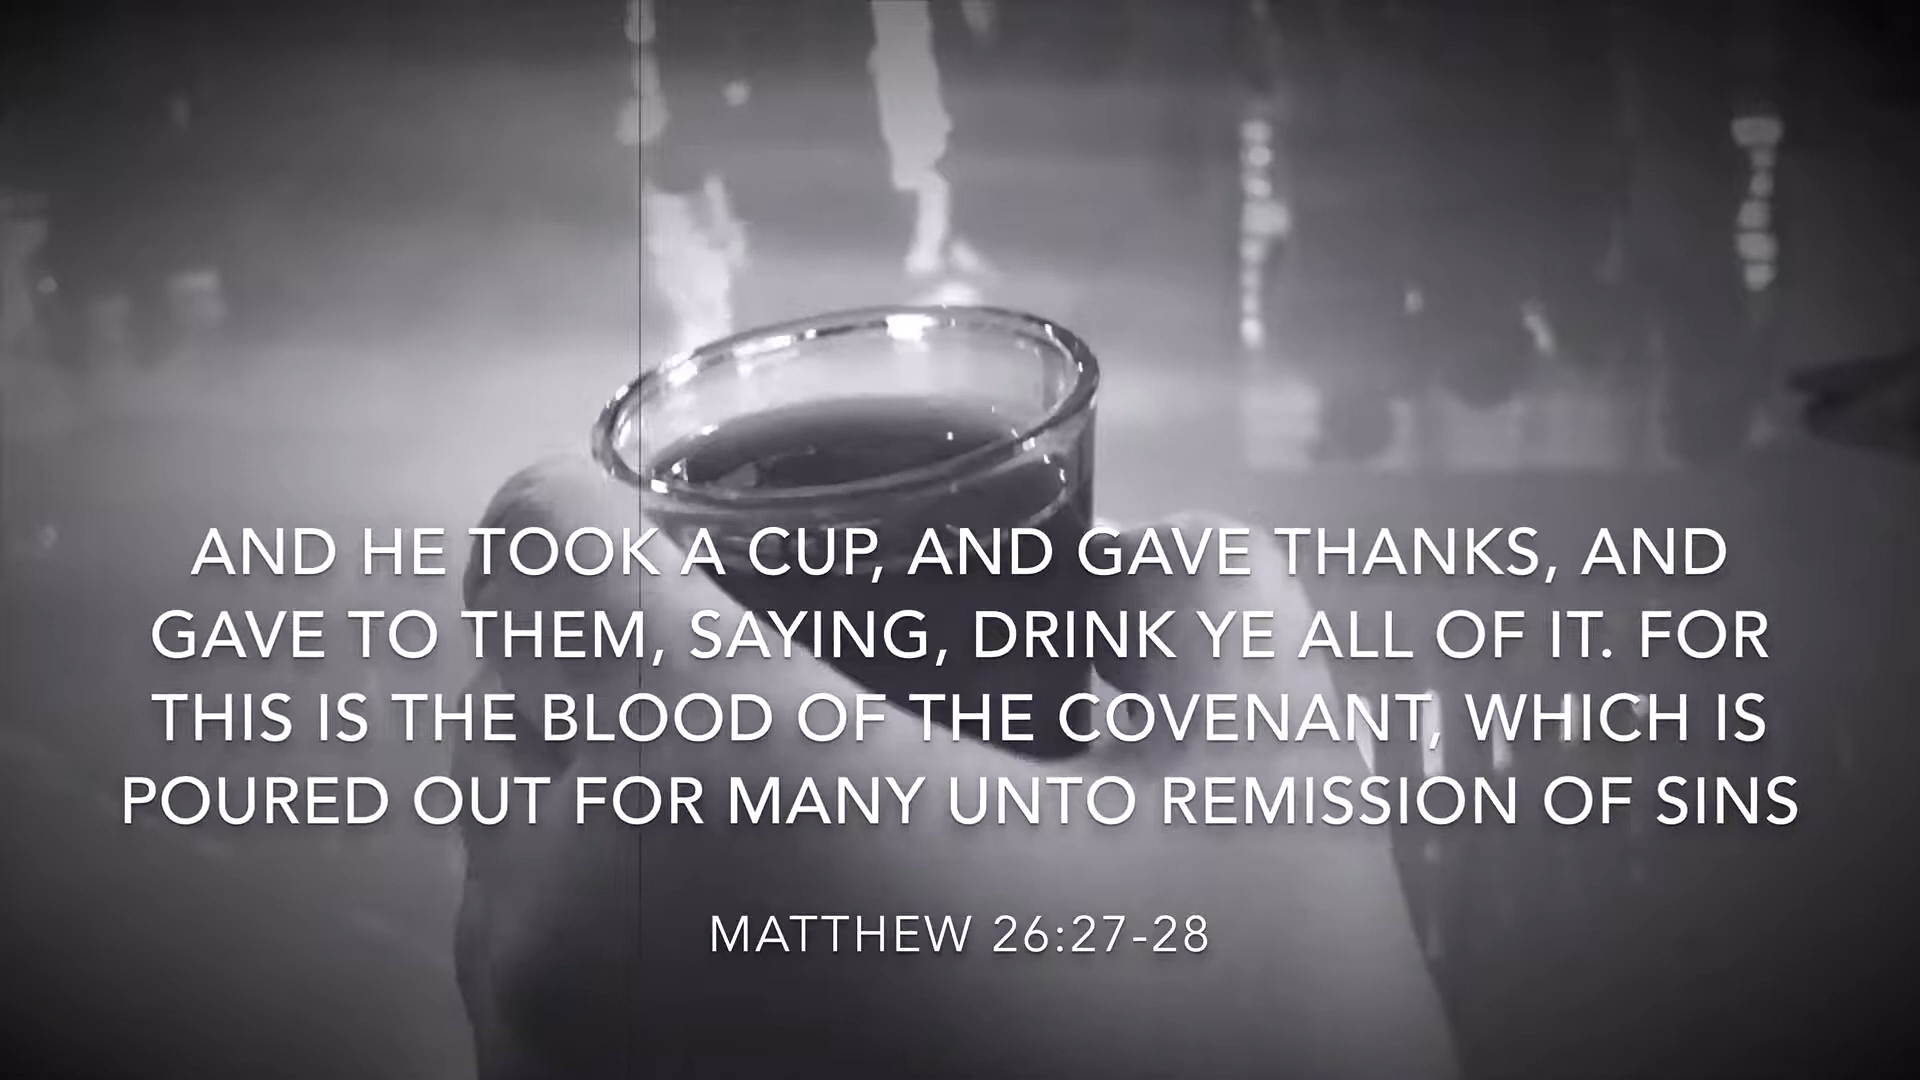 AND HE TOOK A CUP, AND GAVE THANKS, AND
GAVE TO THEM, SAYING, DRINK YE ALL OF IT. FOR
THIS IS THE BLOOD OF THE COVENANT, WHICH IS
POURED OUT FOR MANY UNTO REMISSION OF SINS
MATTHEW 26:27-28